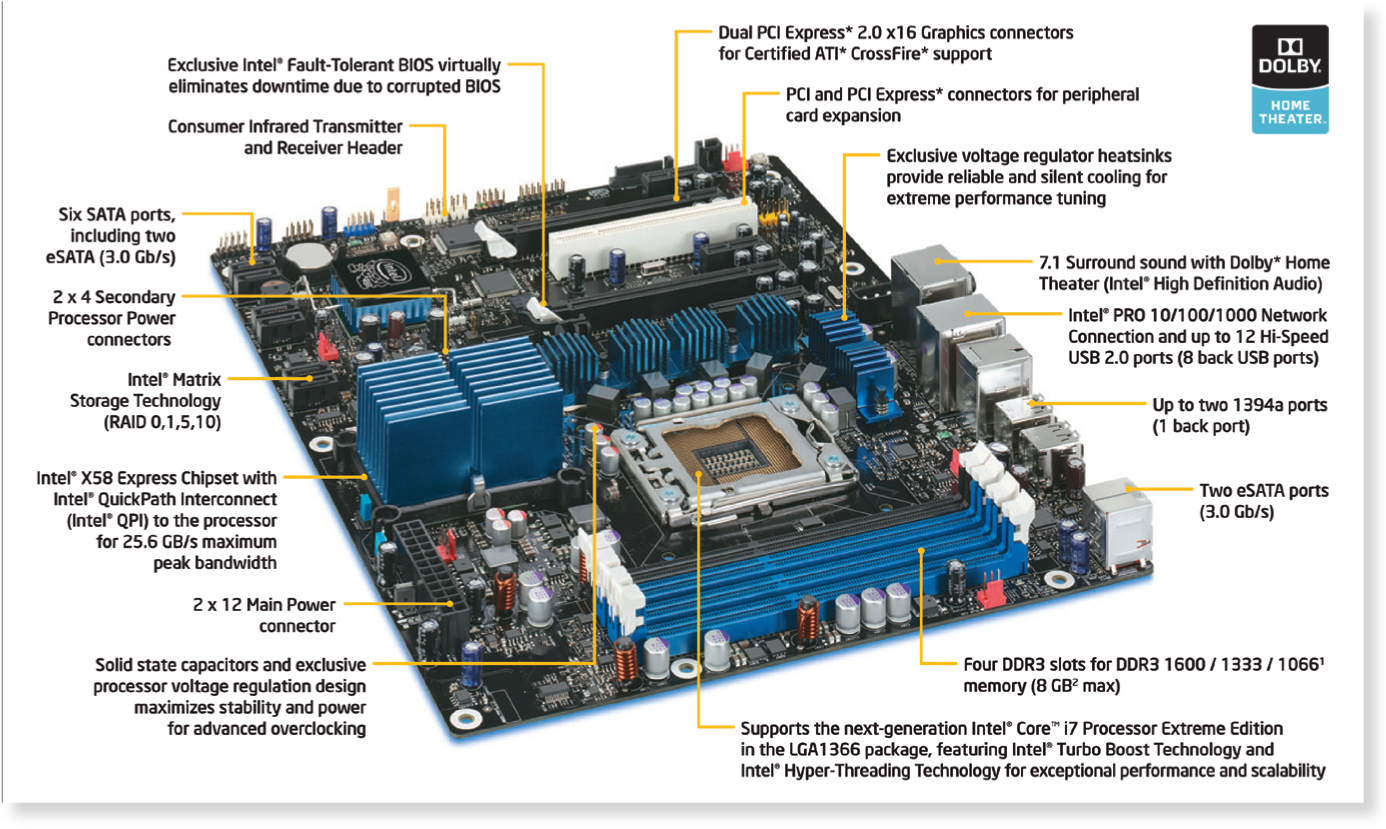 Dual PCI Express* 2.0 x16 Graphics connectors
for Certified ATI* CrossFire* support
DOLBY.
HOME
THEATER™
Exclusive Intel® Fault-Tolerant BIOS virtually
eliminates downtime due to corrupted BIOS
PCI and PCI Express* connectors for peripheral
card expansion
Consumer Infrared Transmitter
and Receiver Header
Exclusive voltage regulator heatsinks
provide reliable and silent cooling for
extreme performance tuning
Six SATA ports,
including two
eSATA (3.0 Gb/s)
7.1 Surround sound with Dolby* Home
Theater (Intel® High Definition Audio)
2 x 4 Secondary
Processor Power
connectors
Intel® PRO 10/100/1000 Network
Connection and up to 12 Hi-Speed
USB 2.0 ports (8 back USB ports)
Intel® Matrix
Storage Technology
(RAID 0,1,5,10)
Up to two 1394a ports
(1 back port)
Intel® X58 Express Chipset with
Intel® QuickPath Interconnect
(Intel® QPI) to the processor
for 25.6 GB/s maximum
peak bandwidth
Two eSATA ports
(3.0 Gb/s)
2 x 12 Main Power
connector
Solid state capacitors and exclusive
processor voltage regulation design
maximizes stability and power
for advanced overclocking
Four DDR3 slots for DDR3 1600 / 1333 / 1066¹
memory (8 GB² max)
Supports the next-generation Intel® Core™ i7 Processor Extreme Edition
in the LGA1366 package, featuring Intel® Turbo Boost Technology and
Intel® Hyper-Threading Technology for exceptional performance and scalability